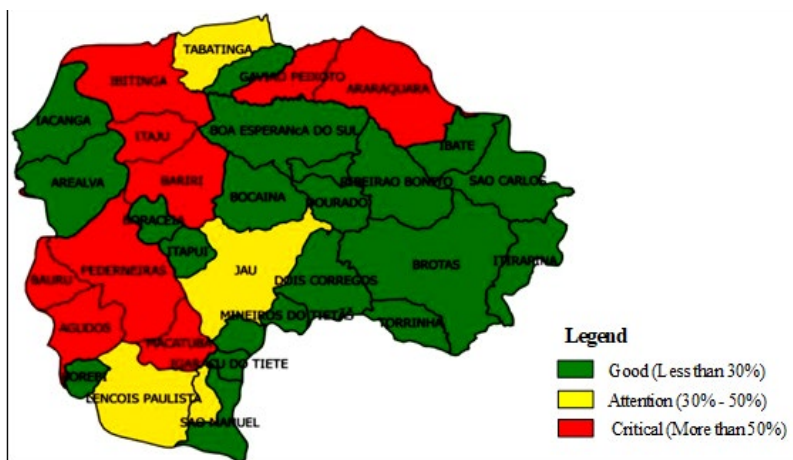 TABATINGA
IBITINGA
GAVIAO PEIXOTO
ARARAQUARA
IACANGA
ITAJU
BOA ESPERANcA DO SUL
IBATE
AREALVA
BARIRI
BOCAINA
DOURADO
RIBEIRAO BONITO
SAO CARLOS
BORACEIA
ITAPUI
BAURU
PEDERNEIRAS
JAU
DOIS CORREGOS
BROTAS
ITIRAPINA
AGUDOS
MACATUBA
MINEIROS DO TIETÃS
TORRINHA
IGARACU DO TIETE
BOREBI
LENCOIS PAULISTA
SAO MANUEL
Legend
Good (Less than 30%)
Attention (30% - 50%)
Critical (More than 50%)